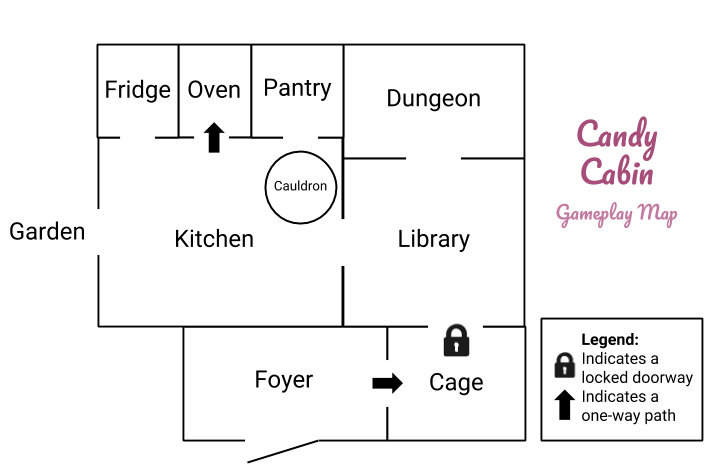 Fridge
Oven
Pantry
Dungeon
Candy
Cabin
Gameplay Map
Cauldron
Garden
Kitchen
Library
Legend:
Indicates a
locked doorway
Indicates a
one-way path
Foyer
Cage